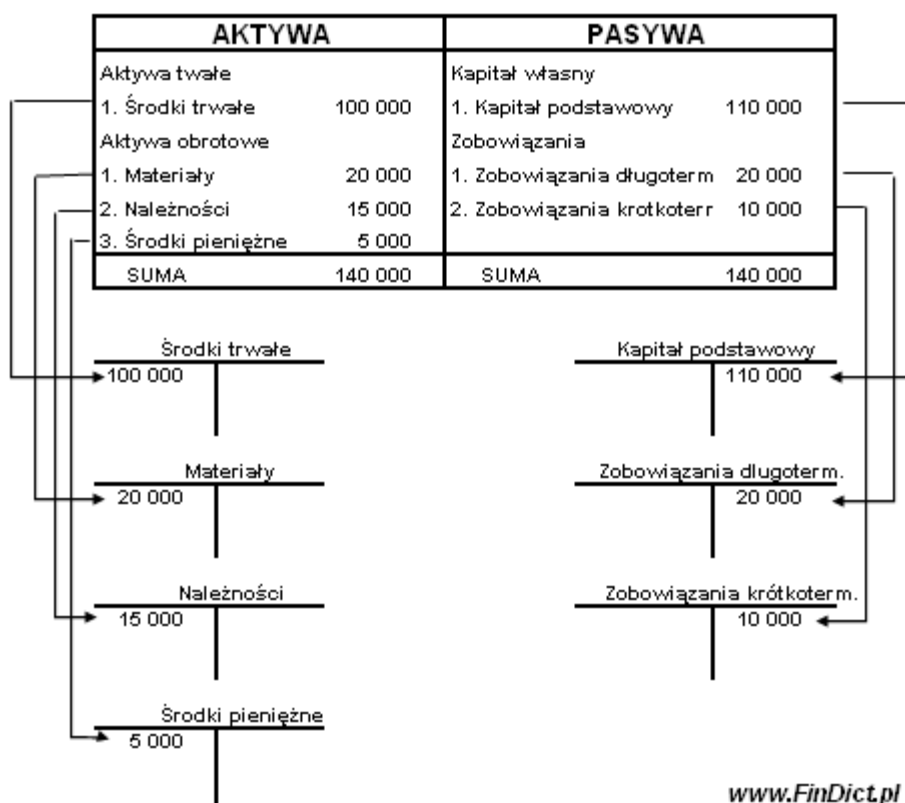 AKTYWA PASYWA
Aktywa twałe Kapitał własny
1. Środki trwałe 100 000 1. Kapitał podstawowy 110 000
Aktywa obrotowe Zobowiązania
1. Materiały 20 000 1. Zobowiązania długoterm 20 000
2. Należności 15 000 2. Zobowiązania krotkoterr 10 000
3. Środki pieniężne 5 000
SUMA 140 000 SUMA 140 000
Środki trwałe Kapitał podstawowy
100 000 110 000
Materiały Zobowiązania dlugoterm.
20 000 20 000
Należności Zobowiązania krótkoterm.
15 000 10 000
Środki pieniężne
5 000
www.FinDict.pl